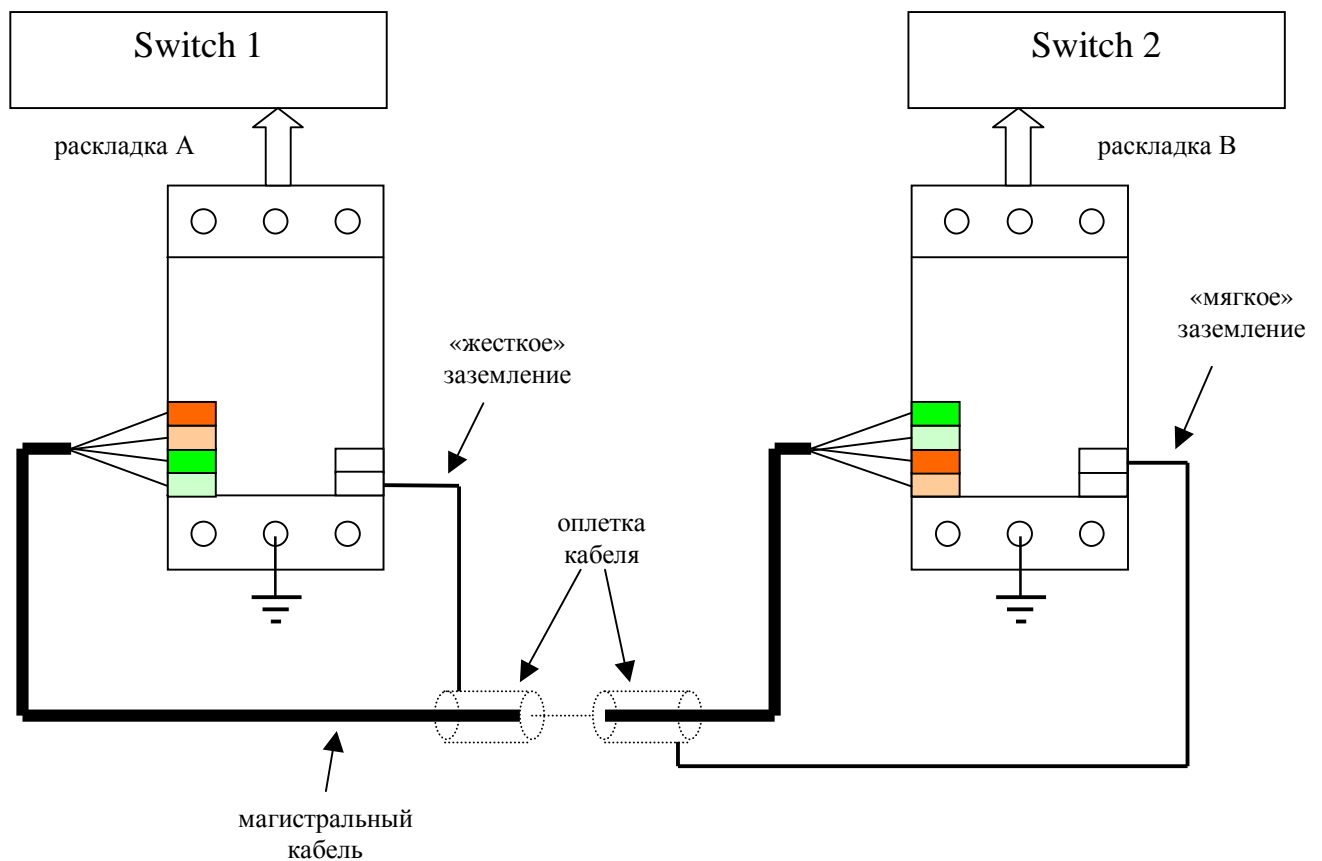 Switch 1
Switch 2
раскладка А
раскладка В
«мягкое»
заземление
«жесткое»
заземление
оплетка
кабеля
магистральный
кабель